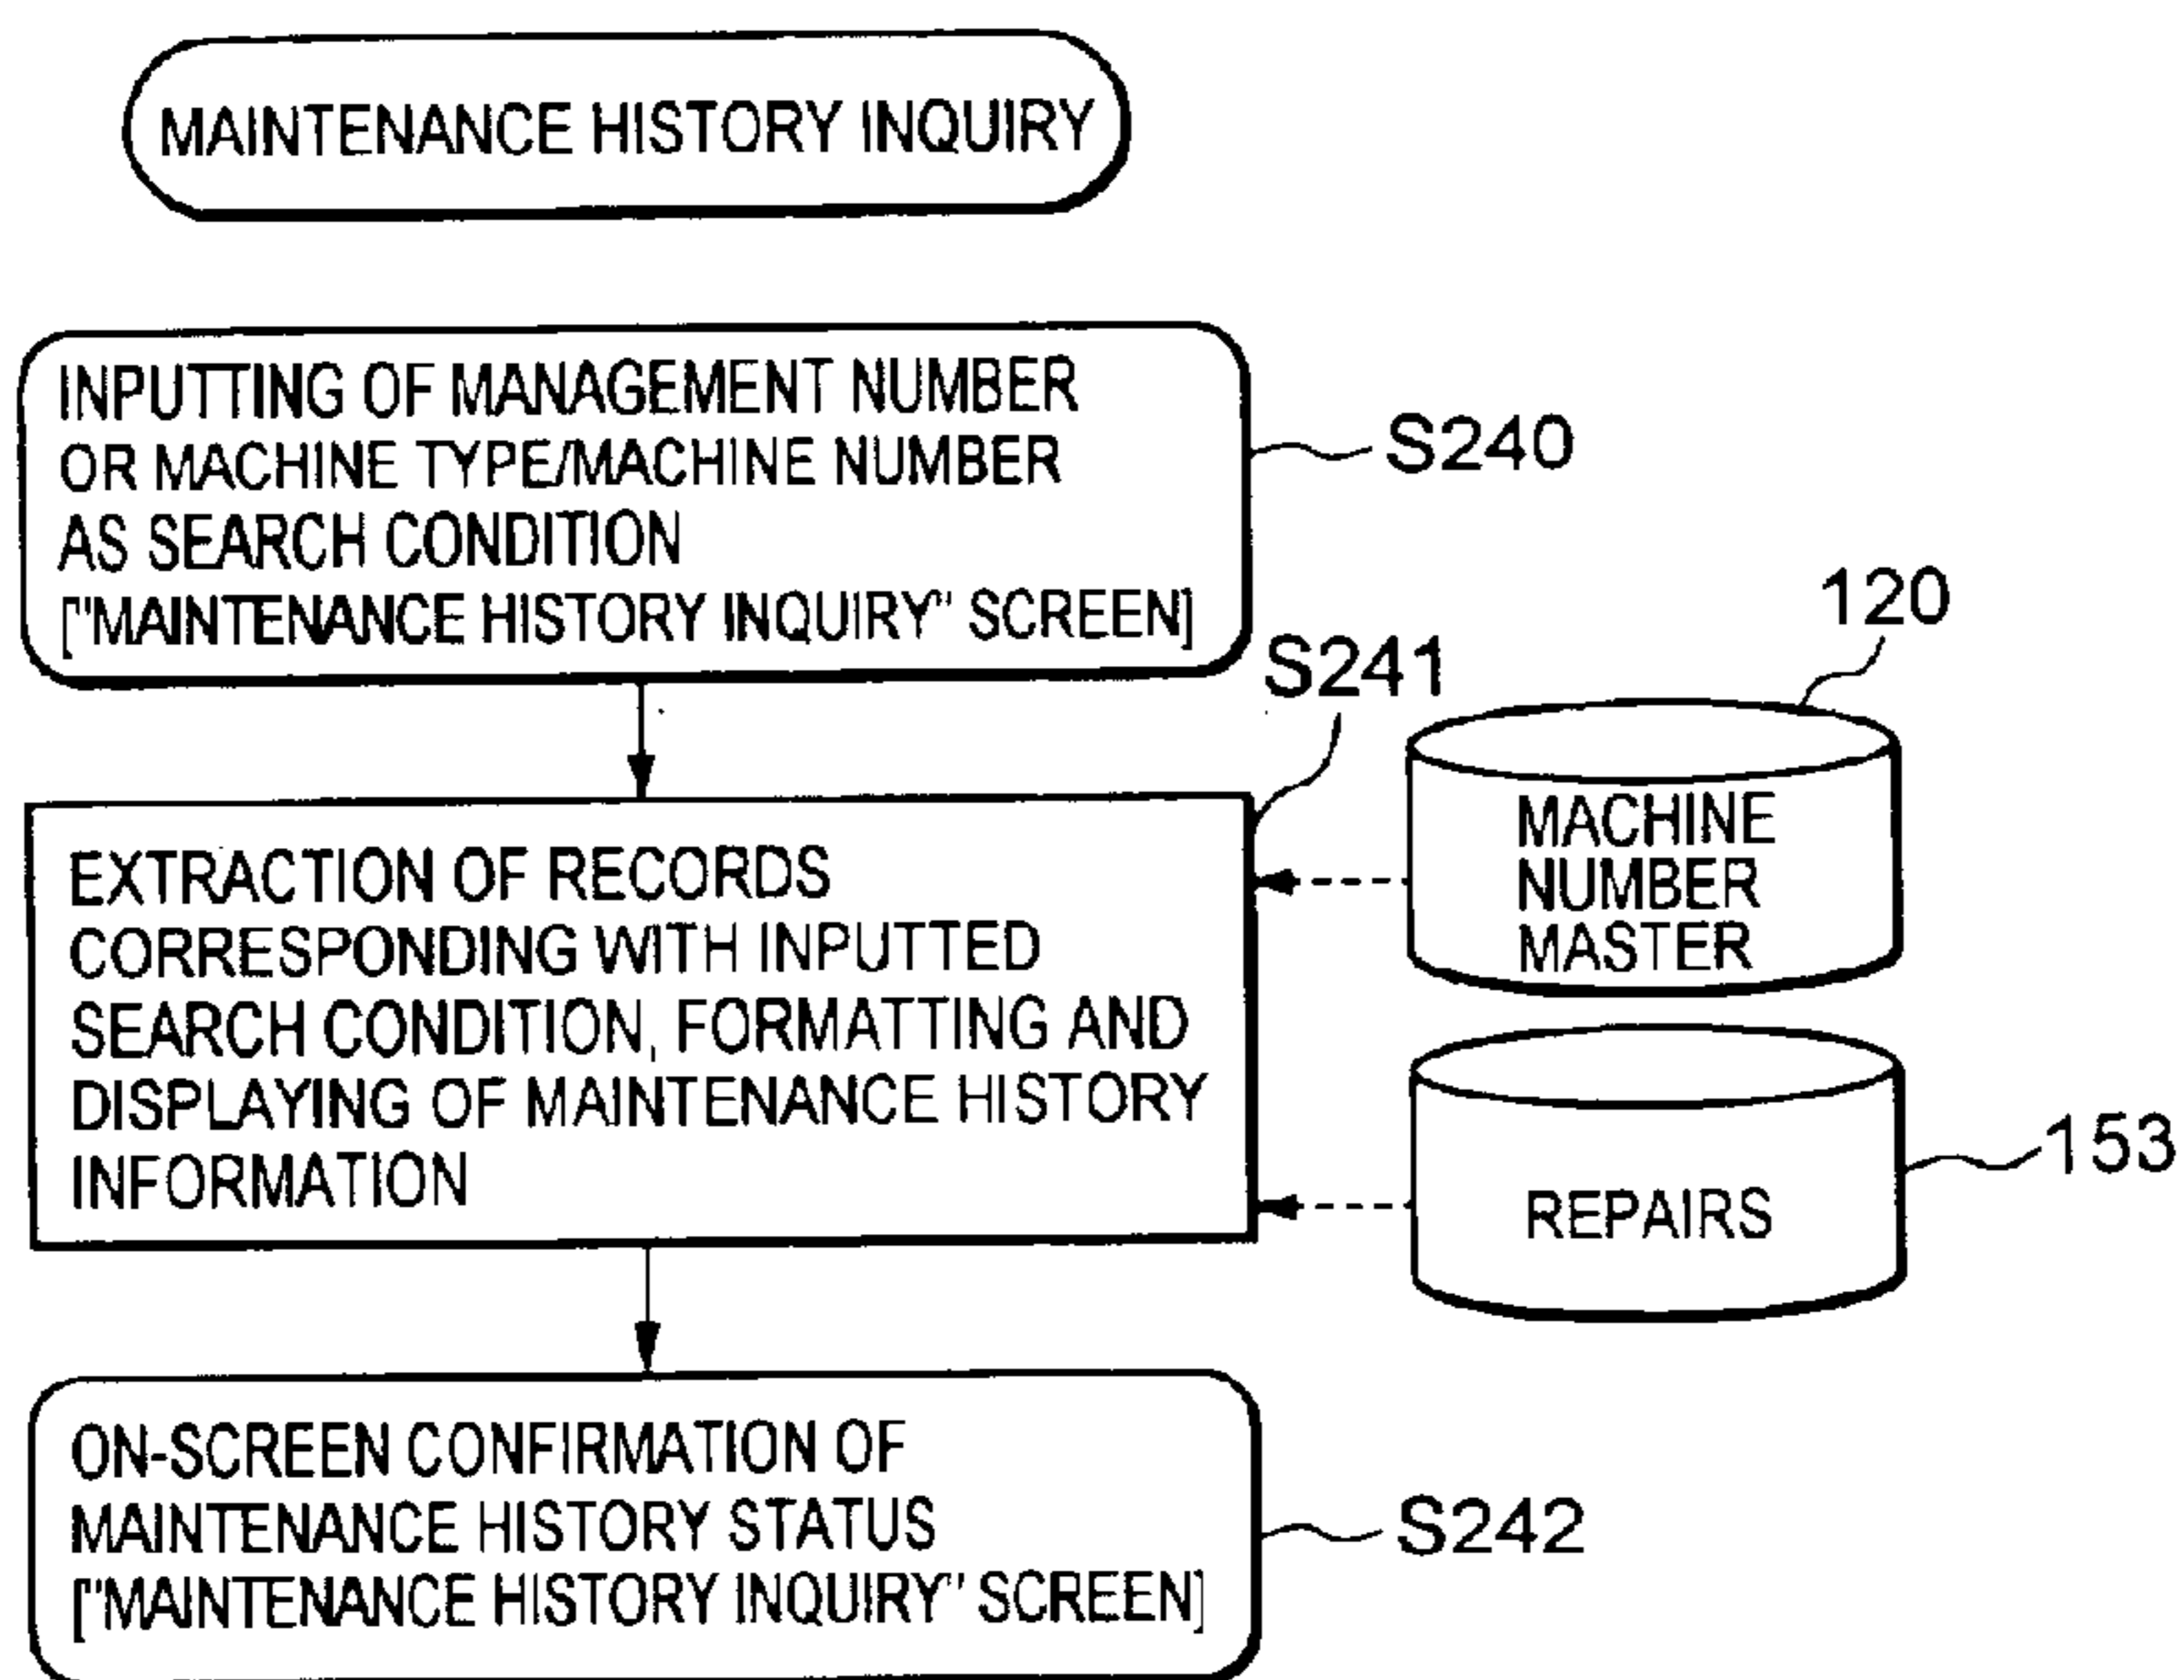 MAINTENANCE HISTORY INQUIRY
INPUTTING OF MANAGEMENT NUMBER
OR MACHINE TYPE/MACHINE NUMBER
AS SEARCH CONDITION
["MAINTENANCE HISTORY INQUIRY" SCREEN]
S240
S241
120
EXTRACTION OF RECORDS
CORRESPONDING WITH INPUTTED
SEARCH CONDITION, FORMATTING AND
DISPLAYING OF MAINTENANCE HISTORY
INFORMATION
MACHINE
NUMBER
MASTER
REPAIRS
153
ON-SCREEN CONFIRMATION OF
MAINTENANCE HISTORY STATUS
["MAINTENANCE HISTORY INQUIRY" SCREEN]
S242